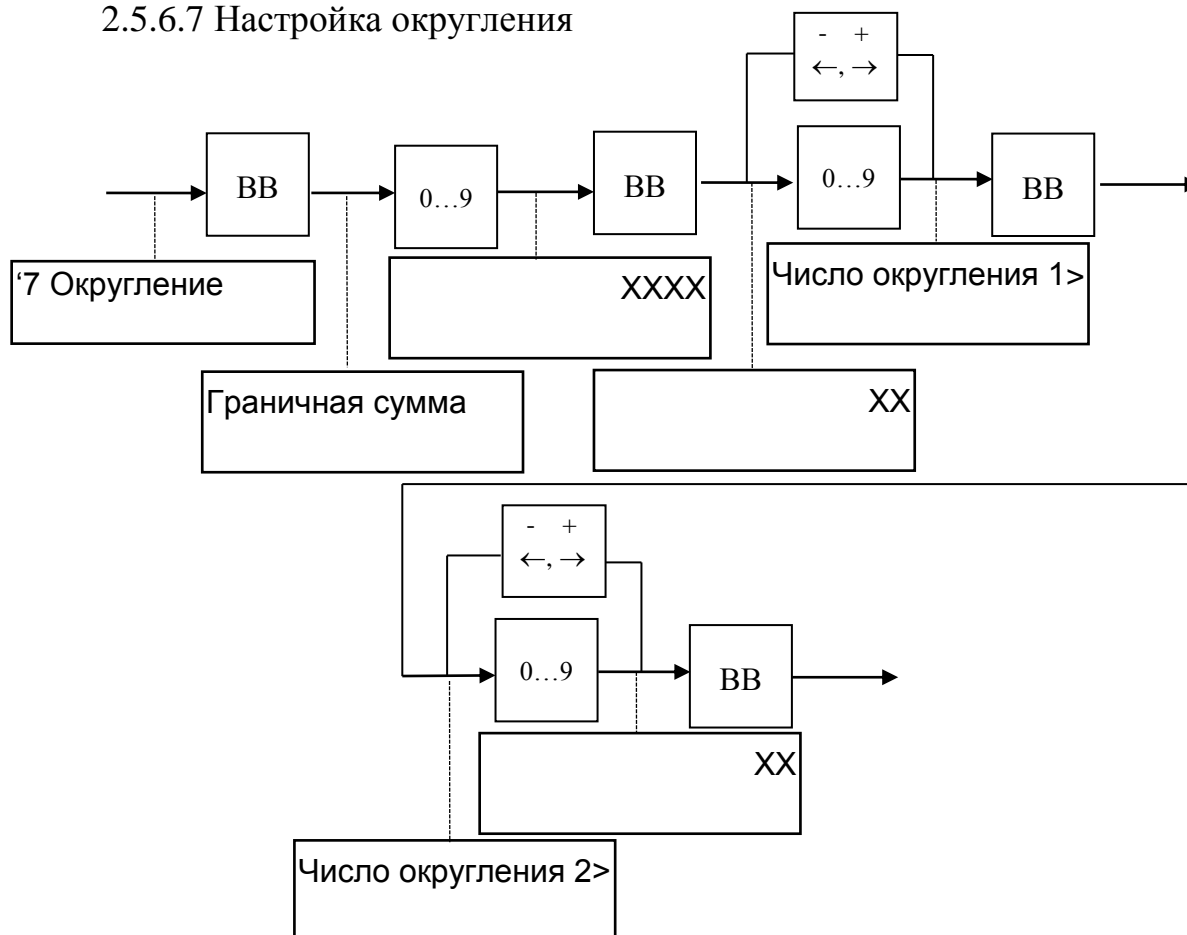 2.5.6.7 Настройка округления
- +
←, →
ВВ
0…9
ВВ
0…9
ВВ
‘7 Округление
XXXX
Число округления 1>
Граничная сумма
XX
- +
←, →
0…9
ВВ
XX
Число округления 2>